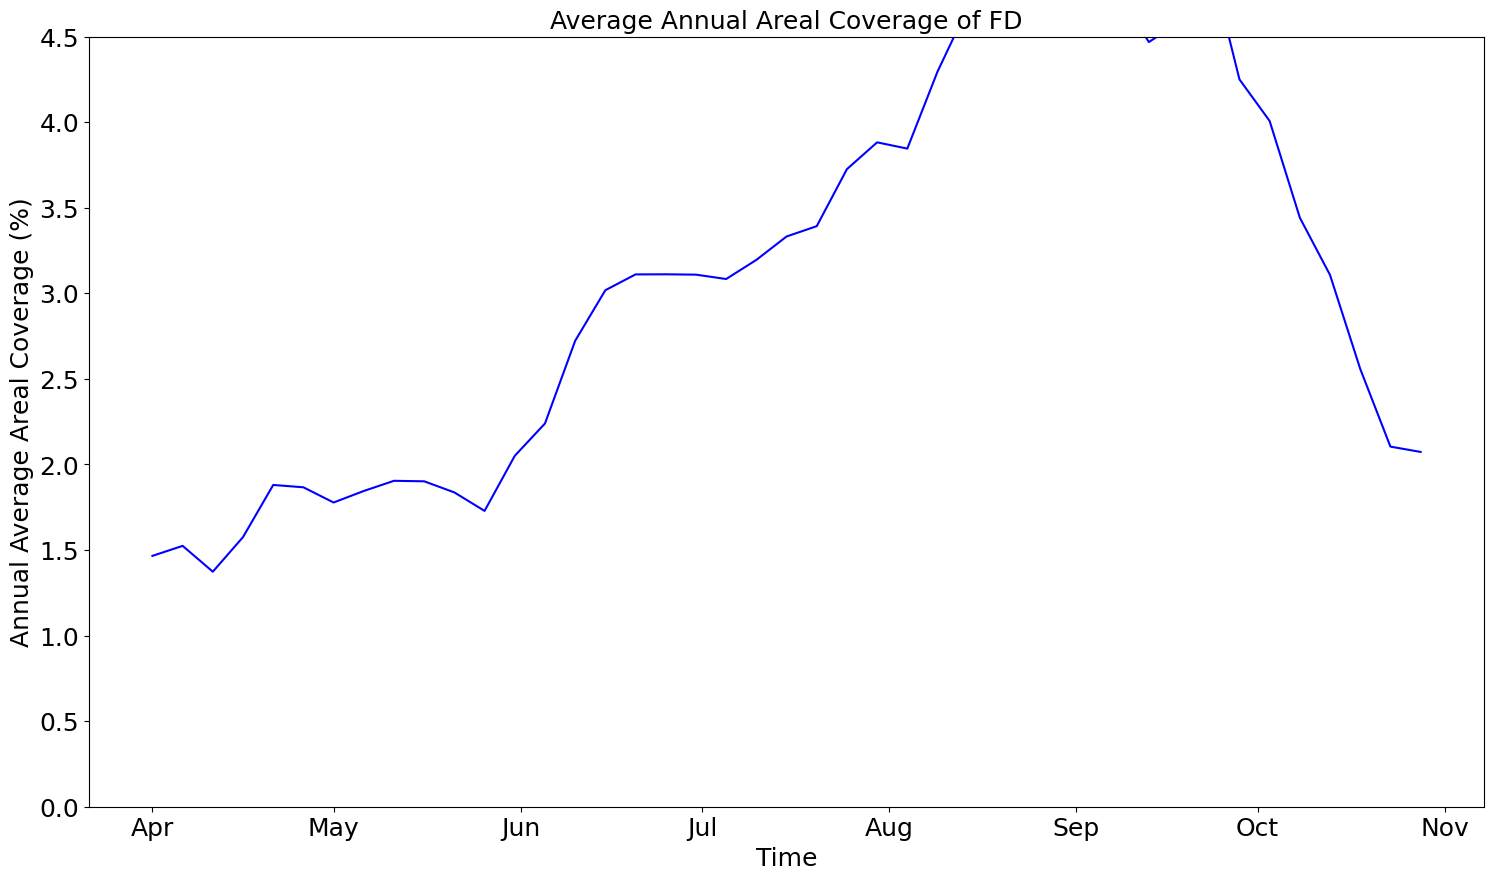 Average Annual Areal Coverage of FD
Annual Average Areal Coverage (%)
4.5
4.0
3.5
3.0
2.5
2.0
1.5
1.0
0.5
0.0
Apr May Jun Jul Aug Sep Oct Nov
Time